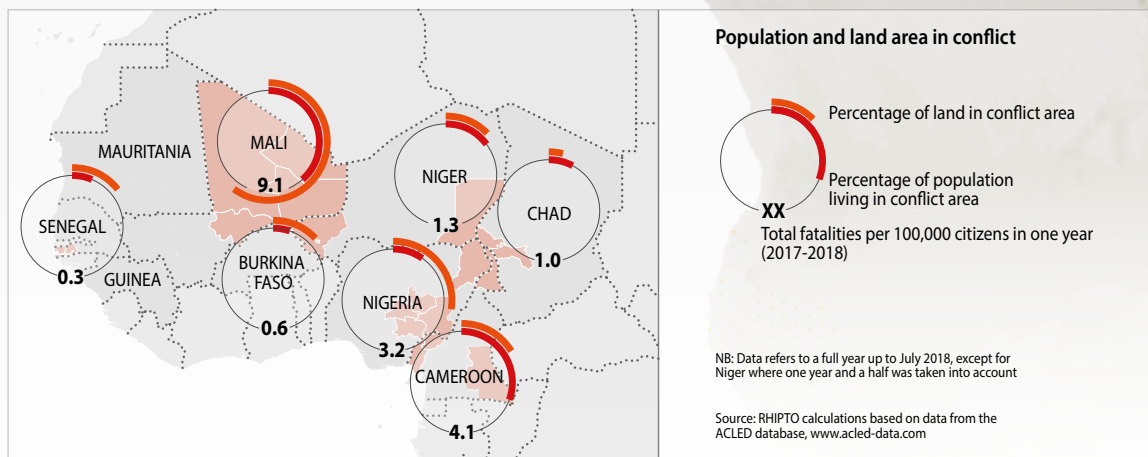 MAURITANIA
MALI
9.1
NIGER
1.3
CHAD
1.0
SENEGAL
0.3
GUINEA
BURKINA
FASO
0.6
NIGERIA
3.2
CAMEROON
4.1
Population and land area in conflict
Percentage of land in conflict area
Percentage of population
living in conflict area
XX
Total fatalities per 100,000 citizens in one year
(2017-2018)
NB: Data refers to a full year up to July 2018, except for
Niger where one year and a half was taken into account
Source: RHIPTO calculations based on data from the
ACLED database, www.acled-data.com